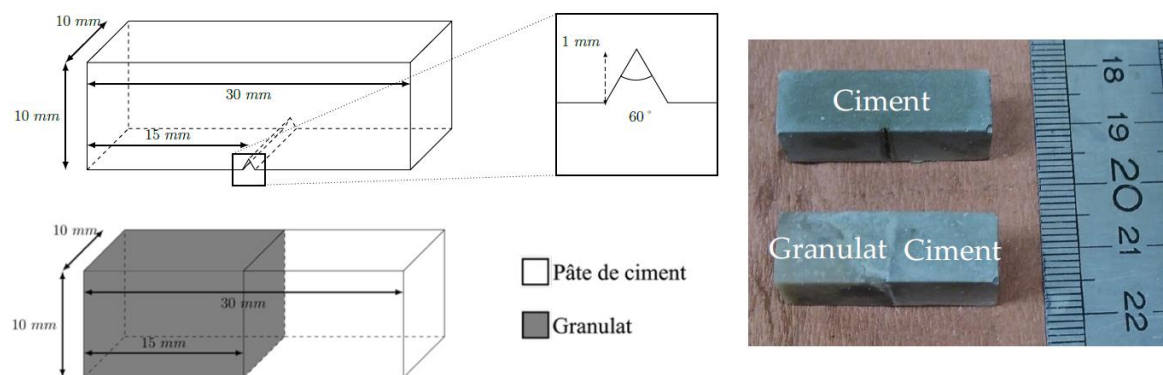 10 mm
10 mm
30 mm
15 mm
1 mm
60°
10 mm
10 mm
30 mm
15 mm
Pâte de ciment
Granulat
Ciment
Granulat Ciment
18
19
20
21
22